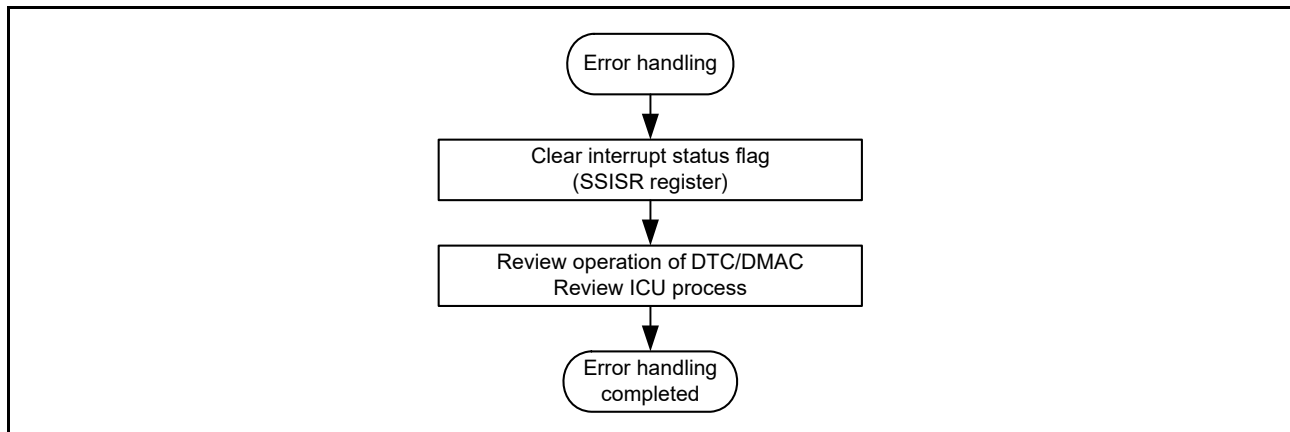 Error handling
Clear interrupt status flag
(SSISR register)
Review operation of DTC/DMAC
Review ICU process
Error handling
completed